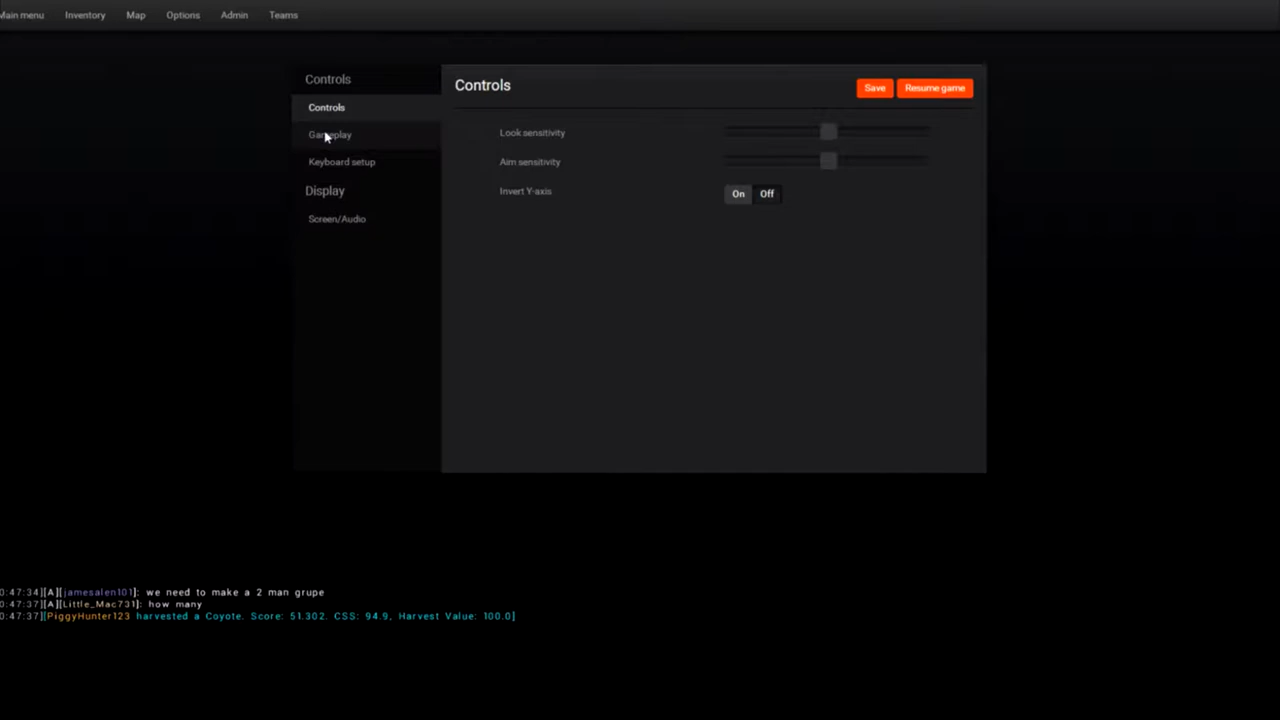 Main menu Inventory Map Options Admin Teams
Controls
Controls
Gameplay
Keyboard setup
Display
Screen/Audio
Controls
Save Resume game
Look sensitivity
Aim sensitivity
Invert Y-axis On Off
0:47:34][A][jamesalen101]: we need to make a 2 man grupe
0:47:37][A][Little_Mac731]: how many
0:47:37][PiggyHunter123 harvested a Coyote. Score: 51.302. CSS: 94.9, Harvest Value: 100.0]